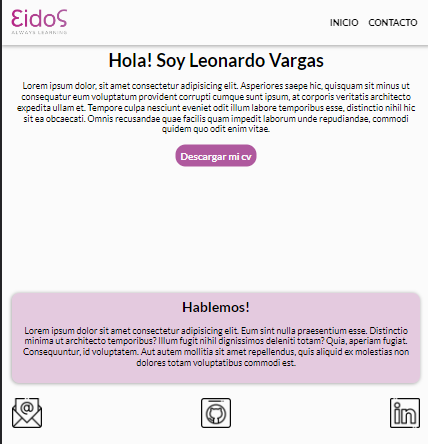 Eidos
ALWAYS LEARNING
INICIO CONTACTO
Hola! Soy Leonardo Vargas
Lorem ipsum dolor, sit amet consectetur adipisicing elit. Asperiores saepe hic, quisquam sit minus ut
consequatur eum voluptatum provident corrupti cumque sunt ipsum, at corporis veritatis architecto
expedita ullam et. Tempore culpa nesciunt eveniet odit illum labore temporibus esse, distinctio nihil hic
sit ea obcaecati. Omnis recusandae quae facilis quam impedit laborum unde repudiandae, commodi
quidem quo odit enim vitae.
Descargar mi cv
Hablemos!
Lorem ipsum dolor sit amet consectetur adipisicing elit. Eum sint nulla praesentium esse. Distinctio
minima ut architecto temporibus? Illum fugit nihil dignissimos deleniti totam? Quia, aperiam fugiat.
Consequuntur, id voluptatem. Aut autem mollitia sit amet repellendus, quis aliquid ex molestias non
dolores totam voluptatibus commodi est.
in